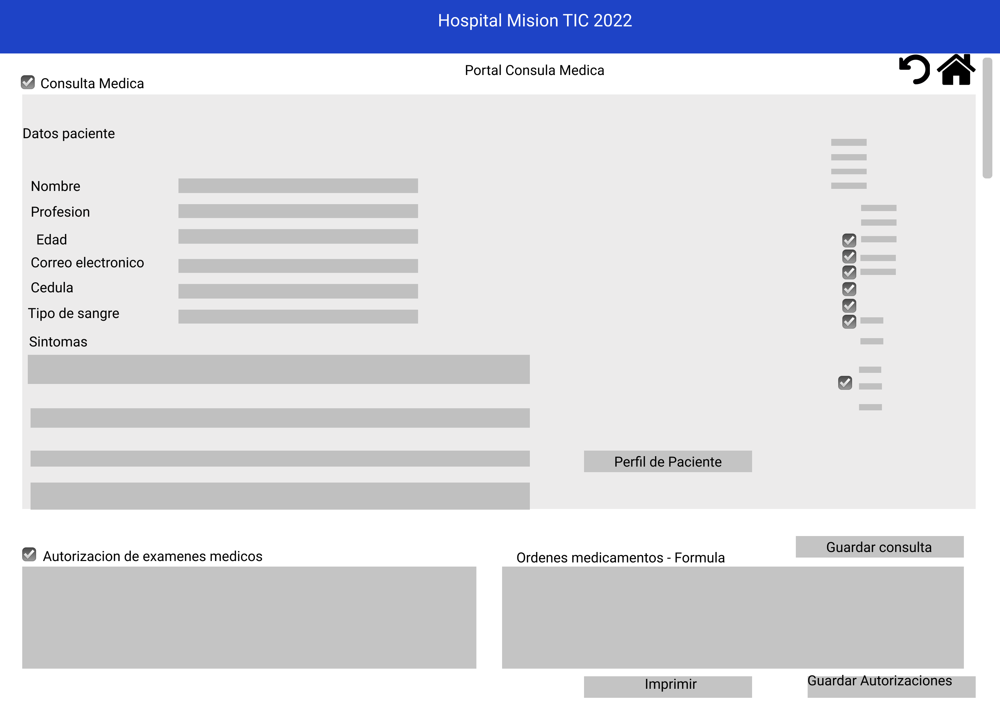 Hospital Mision TIC 2022
Portal Consula Medica
Consulta Medica
Datos paciente
Nombre
Profesion
Edad
Correo electronico
Cedula
Tipo de sangre
Sintomas
Perfil de Paciente
Guardar consulta
Autorizacion de examenes medicos
Ordenes medicamentos - Formula
Imprimir
Guardar Autorizaciones